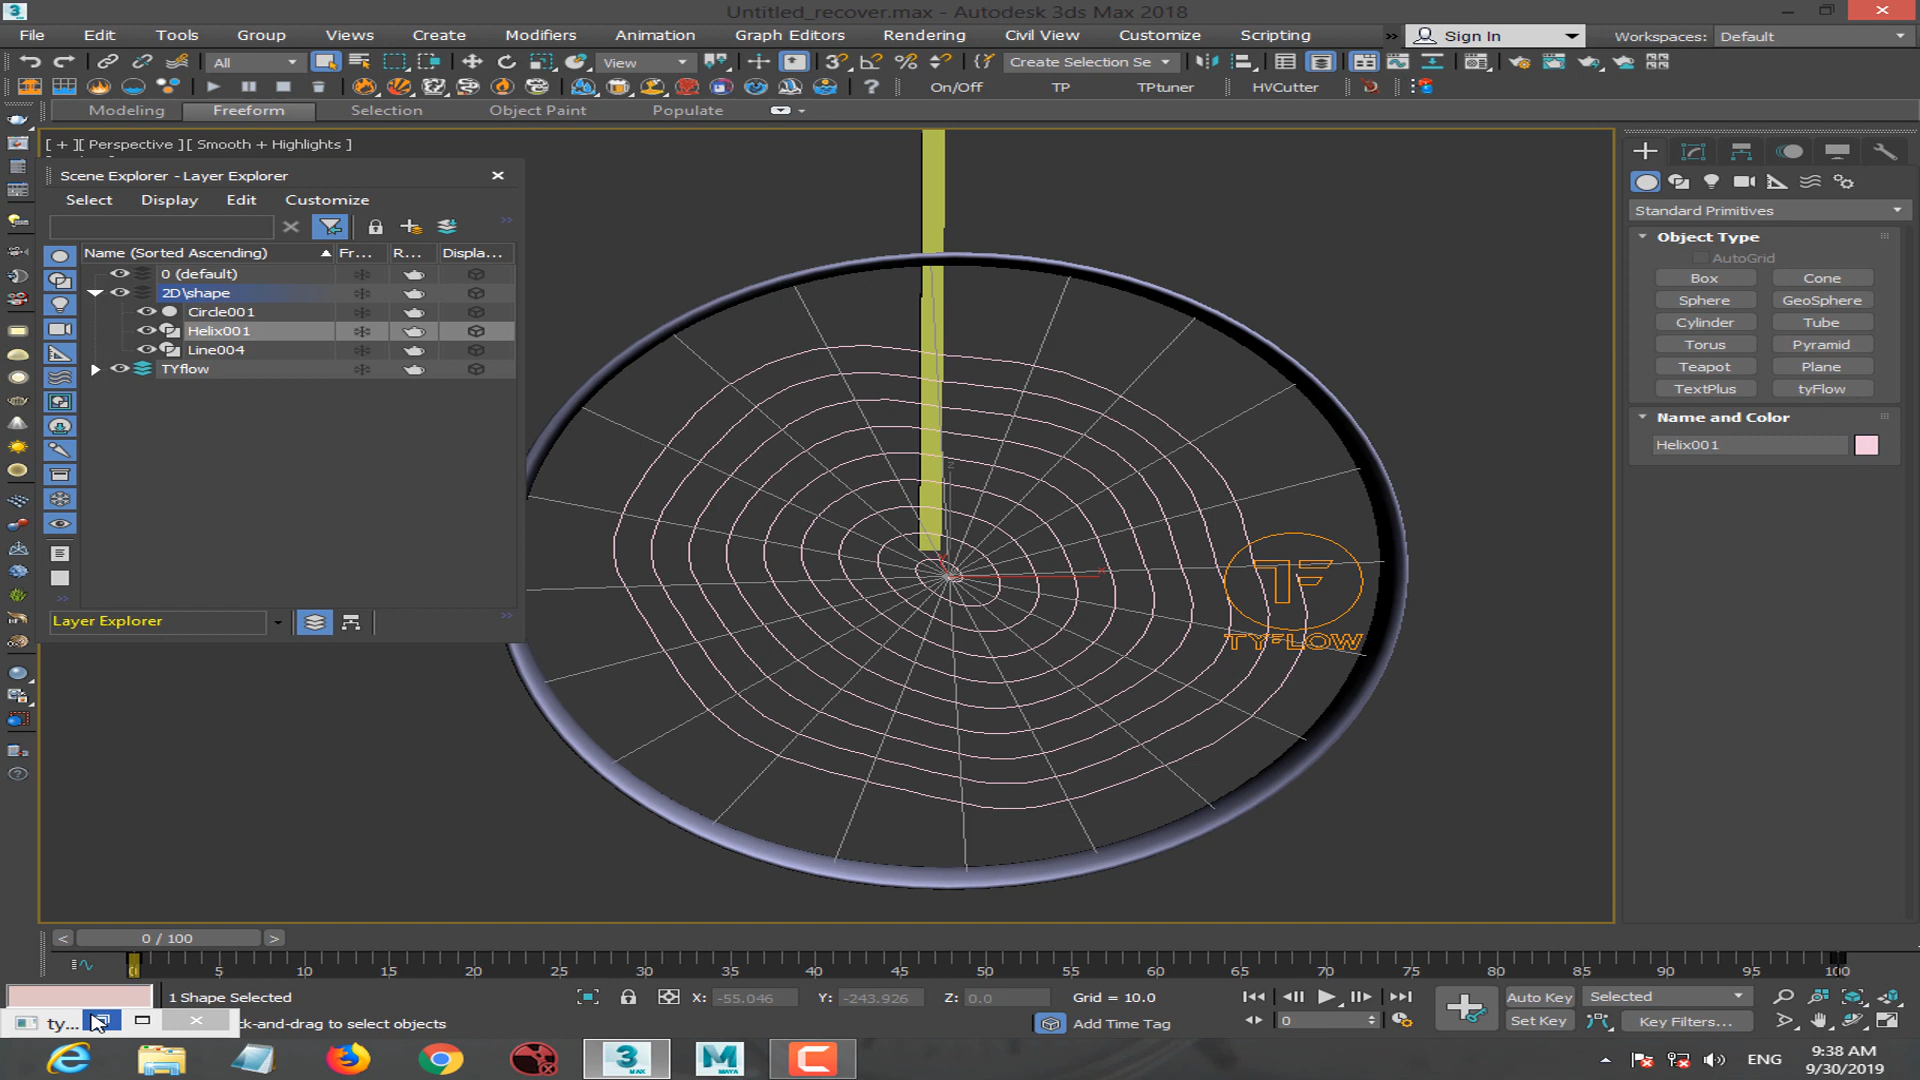 Untitled_recover.max - Autodesk 3ds Max 2018
File Edit Tools Group Views Create Modifiers Animation Graph Editors Rendering Civil View Customize Scripting » Sign In Workspaces: Default
All View Create Selection Se
On/Off TP TPtuner HVCutter
Modeling Freeform Selection Object Paint Populate
[ + ][ Perspective ][ Smooth + Highlights ]
Scene Explorer - Layer Explorer
Select Display Edit Customize
Name (Sorted Ascending) Fr... R... Displa...
0 (default)
2D\shape
Circle001
Helix001
Line004
TYflow
Layer Explorer
TF
TYFLOW
z
x
Standard Primitives
Object Type
AutoGrid
Box Cone
Sphere GeoSphere
Cylinder Tube
Torus Pyramid
Teapot Plane
TextPlus tyFlow
Name and Color
Helix001
< 0 / 100 >
0 5 10 15 20 25 30 35 40 45 50 55 60 65 70 75 80 85 90 95 100
1 Shape Selected X: -55.046 Y: -243.926 Z: 0.0 Grid = 10.0 Auto Key Selected
ty... ck-and-drag to select objects Add Time Tag 0 Set Key Key Filters...
3 MAX M C ENG 9:38 AM
9/30/2019